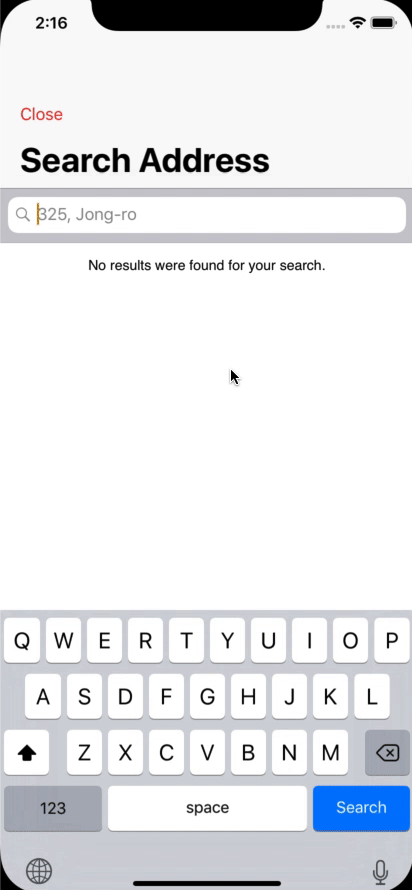 2:16
Close
Search Address
325, Jong-ro
No results were found for your search.
Q W E R T Y U I O P
A S D F G H J K L
Z X C V B N M
123 space Search